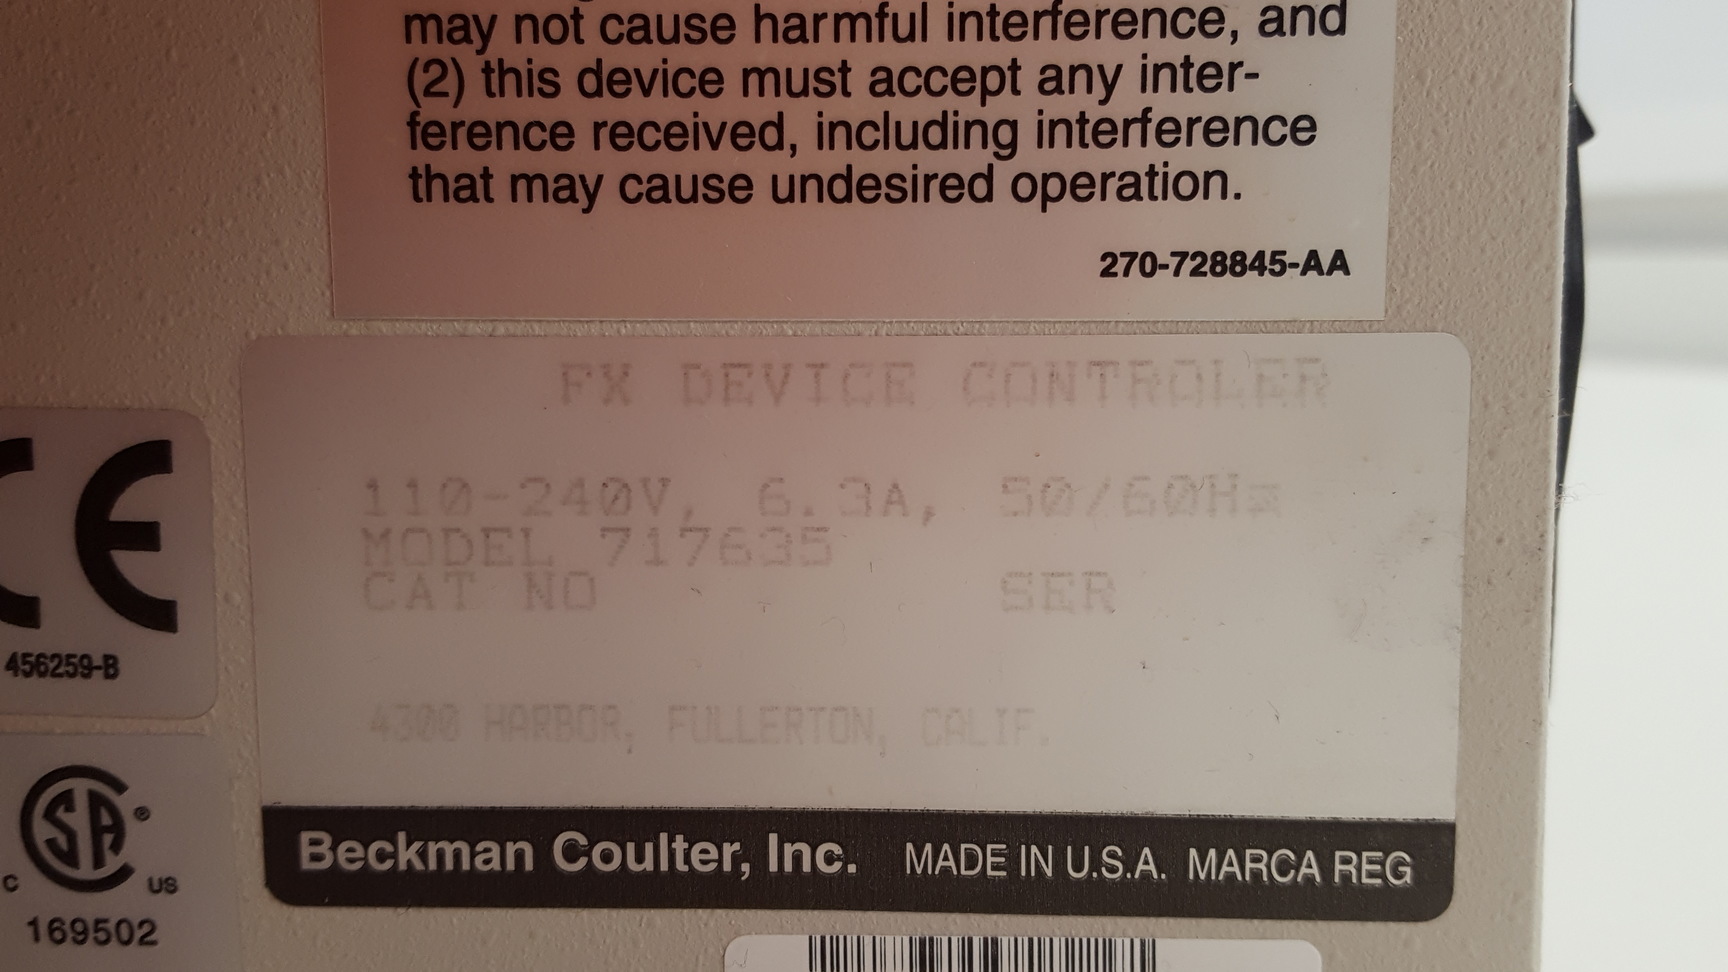 may not cause harmful interference, and
(2) this device must accept any inter-
ference received, including interference
that may cause undesired operation.
270-728845-AA
FX DEVICE CONTROLER
110-240V, 6.3A, 50/60Hz
MODEL 717635
CAT NO SER
4300 HARBOR, FULLERTON, CALIF.
Beckman Coulter, Inc. MADE IN U.S.A. MARCA REG
CE
456259-B
SA ®
C US
169502